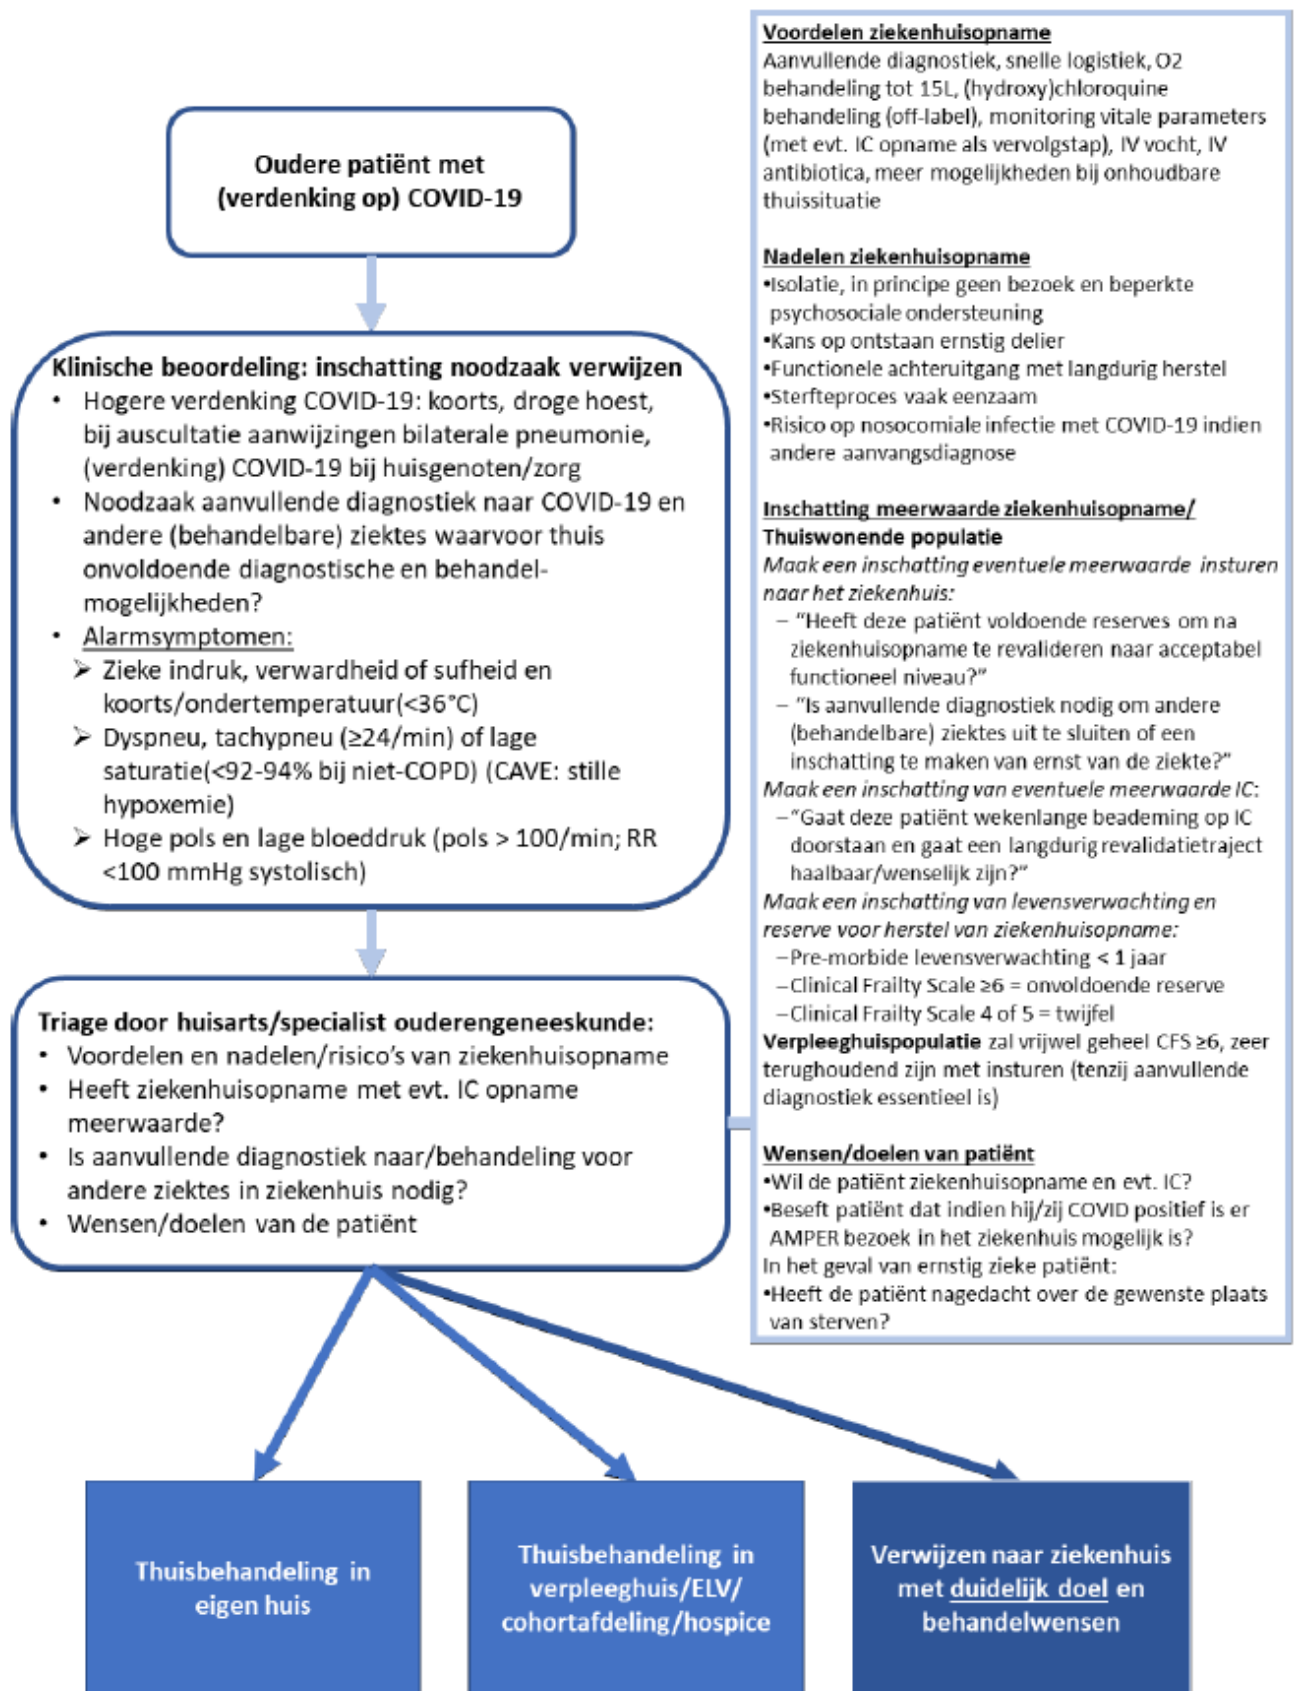 Oudere patiënt met
(verdenking op) COVID-19
Klinische beoordeling: inschatting noodzaak verwijzen
• Hogere verdenking COVID-19: koorts, droge hoest,
bij auscultatie aanwijzingen bilaterale pneumonie,
(verdenking) COVID-19 bij huisgenoten/zorg
• Noodzaak aanvullende diagnostiek naar COVID-19 en
andere (behandelbare) ziektes waarvoor thuis
onvoldoende diagnostische en behandel-
mogelijkheden?
• Alarmsymptomen:
➢ Zieke indruk, verwardheid of sufheid en
koorts/ondertemperatuur(<36°C)
➢ Dyspneu, tachypneu (≥24/min) of lage
saturatie(<92-94% bij niet-COPD) (CAVE: stille
hypoxemie)
➢ Hoge pols en lage bloeddruk (pols > 100/min; RR
<100 mmHg systolisch)
Triage door huisarts/specialist ouderengeneeskunde:
• Voordelen en nadelen/risico's van ziekenhuisopname
• Heeft ziekenhuisopname met evt. IC opname
meerwaarde?
• Is aanvullende diagnostiek naar/behandeling voor
andere ziektes in ziekenhuis nodig?
• Wensen/doelen van de patiënt
Voordelen ziekenhuisopname
Aanvullende diagnostiek, snelle logistiek, O2
behandeling tot 15L, (hydroxy)chloroquine
behandeling (off-label), monitoring vitale parameters
(met evt. IC opname als vervolgstap), IV vocht, IV
antibiotica, meer mogelijkheden bij onhoudbare
thuissituatie
Nadelen ziekenhuisopname
•Isolatie, in principe geen bezoek en beperkte
psychosociale ondersteuning
•Kans op ontstaan ernstig delier
•Functionele achteruitgang met langdurig herstel
•Sterfteproces vaak eenzaam
•Risico op nosocomiale infectie met COVID-19 indien
andere aanvangsdiagnose
Inschatting meerwaarde ziekenhuisopname/
Thuiswonende populatie
Maak een inschatting eventuele meerwaarde insturen
naar het ziekenhuis:
– “Heeft deze patiënt voldoende reserves om na
ziekenhuisopname te revalideren naar acceptabel
functioneel niveau?”
– “Is aanvullende diagnostiek nodig om andere
(behandelbare) ziektes uit te sluiten of een
inschatting te maken van ernst van de ziekte?”
Maak een inschatting van eventuele meerwaarde IC:
–“Gaat deze patiënt wekenlange beademing op IC
doorstaan en gaat een langdurig revalidatietraject
haalbaar/wenselijk zijn?”
Maak een inschatting van levensverwachting en
reserve voor herstel van ziekenhuisopname:
–Pre-morbide levensverwachting < 1 jaar
–Clinical Frailty Scale ≥6 = onvoldoende reserve
–Clinical Frailty Scale 4 of 5 = twijfel
Verpleeghuispopulatie zal vrijwel geheel CFS ≥6, zeer
terughoudend zijn met insturen (tenzij aanvullende
diagnostiek essentieel is)
Wensen/doelen van patiënt
•Wil de patiënt ziekenhuisopname en evt. IC?
•Beseft patiënt dat indien hij/zij COVID positief is er
AMPER bezoek in het ziekenhuis mogelijk is?
In het geval van ernstig zieke patiënt:
•Heeft de patiënt nagedacht over de gewenste plaats
van sterven?
Thuisbehandeling in
eigen huis
Thuisbehandeling in
verpleeghuis/ELV/
cohortafdeling/hospice
Verwijzen naar ziekenhuis
met duidelijk doel en
behandelwensen